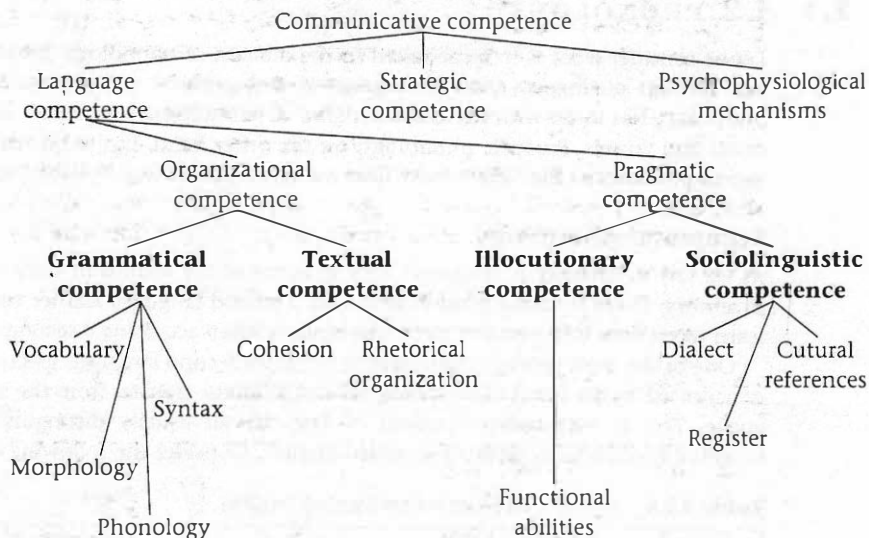 Communicative competence
Language
competence
Strategic
competence
Psychophysiological
mechanisms
Organizational
competence
Pragmatic
competence
Grammatical
competence
Textual
competence
Illocutionary
competence
Sociolinguistic
competence
Vocabulary
Syntax
Morphology
Phonology
Cohesion
Rhetorical
organization
Functional
abilities
Dialect
Register
Cutural
references